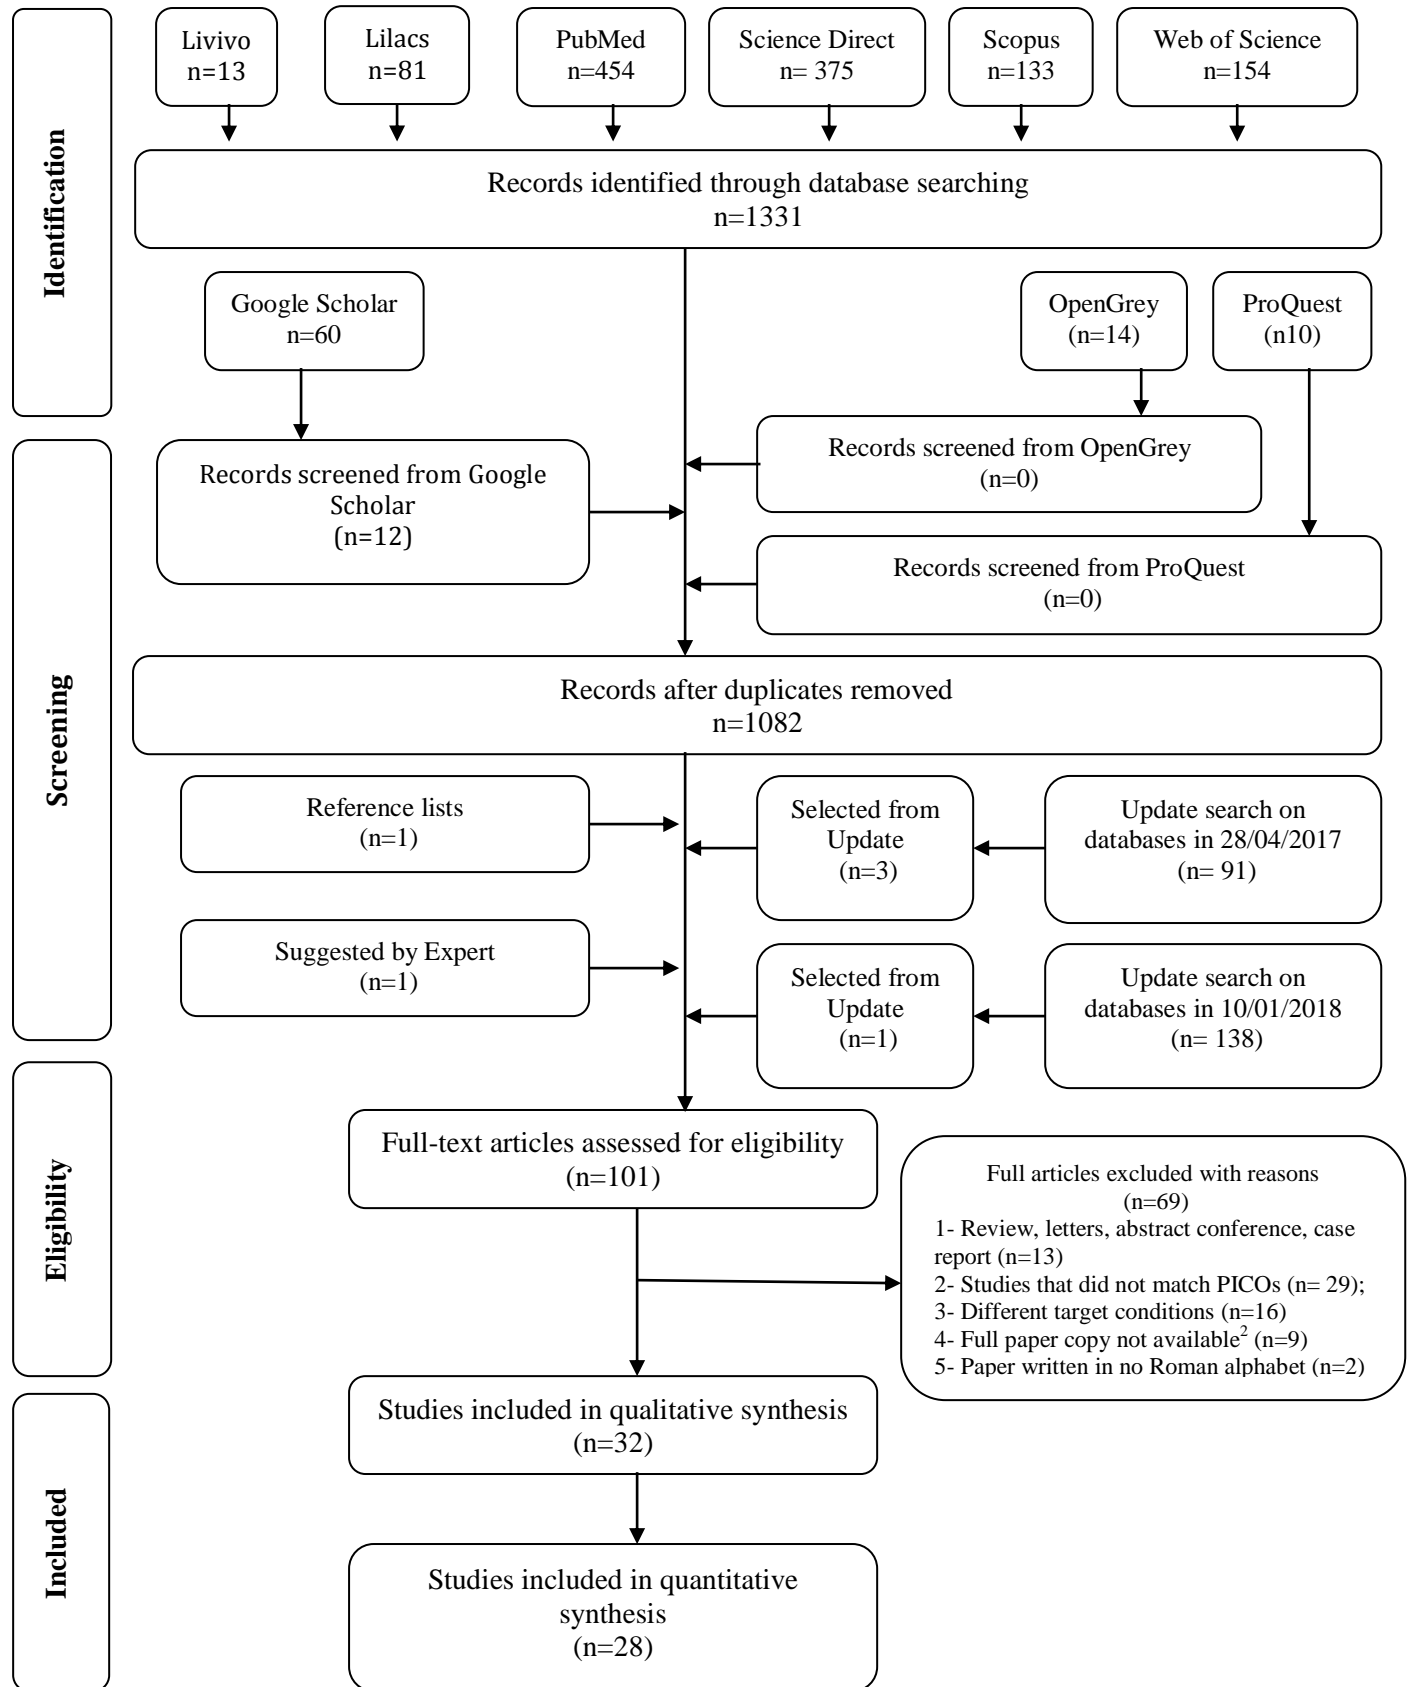 Livivo
n=13
Lilacs
n=81
PubMed
n=454
Science Direct
n= 375
Scopus
n=133
Web of Science
n=154
Identification
Records identified through database searching
n=1331
Google Scholar
n=60
OpenGrey
(n=14)
ProQuest
(n10)
Screening
Records screened from Google
Scholar
(n=12)
Records screened from OpenGrey
(n=0)
Records screened from ProQuest
(n=0)
Records after duplicates removed
n=1082
Reference lists
(n=1)
Selected from
Update
(n=3)
Update search on
databases in 28/04/2017
(n= 91)
Suggested by Expert
(n=1)
Selected from
Update
(n=1)
Update search on
databases in 10/01/2018
(n= 138)
Eligibility
Full-text articles assessed for eligibility
(n=101)
Full articles excluded with reasons
(n=69)
1- Review, letters, abstract conference, case
report (n=13)
2- Studies that did not match PICOs (n= 29);
3- Different target conditions (n=16)
4- Full paper copy not available² (n=9)
5- Paper written in no Roman alphabet (n=2)
Included
Studies included in qualitative synthesis
(n=32)
Studies included in quantitative
synthesis
(n=28)